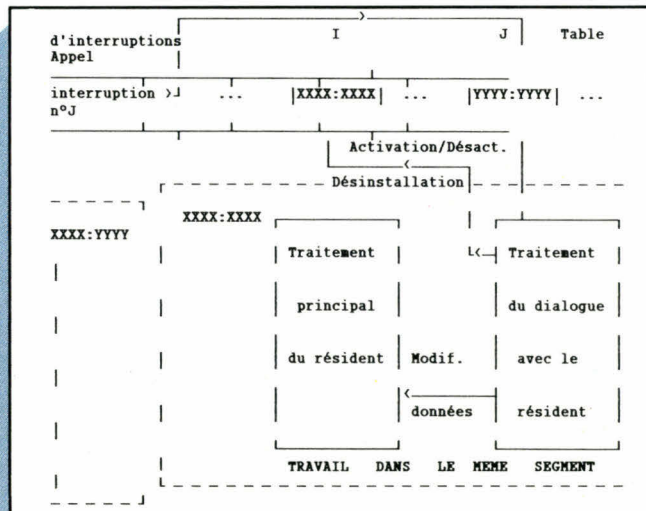 I J Table
d'interruptions
Appel
interruption
n°J
... XXXX:XXXX ... YYYY:YYYY ...
Activation/Désact.
Désinstallation
XXXX:XXXX
XXXX:YYYY
Traitement Traitement
principal du dialogue
du résident Modif. avec le
données résident
TRAVAIL DANS LE MEME SEGMENT